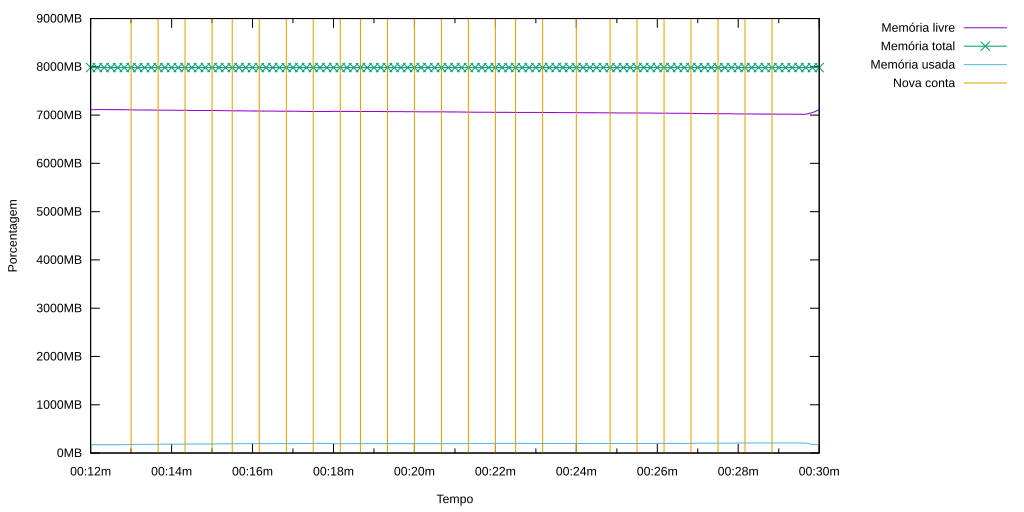 9000MB
8000MB
7000MB
6000MB
5000MB
4000MB
3000MB
2000MB
1000MB
0MB
Porcentagem
00:12m 00:14m 00:16m 00:18m 00:20m 00:22m 00:24m 00:26m 00:28m 00:30m
Tempo
Memória livre
Memória total
Memória usada
Nova conta